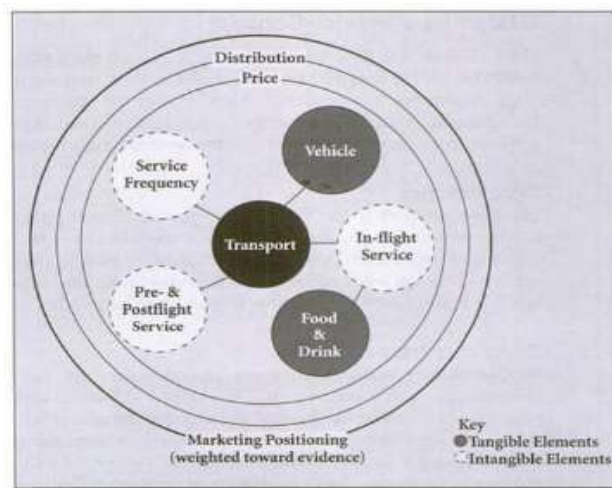 Distribution
Price
Vehicle
Service
Frequency
Transport
In-flight
Service
Pre- &
Postflight
Service
Food
&
Drink
Marketing Positioning
(weighted toward evidence)
Key
Tangible Elements
Intangible Elements